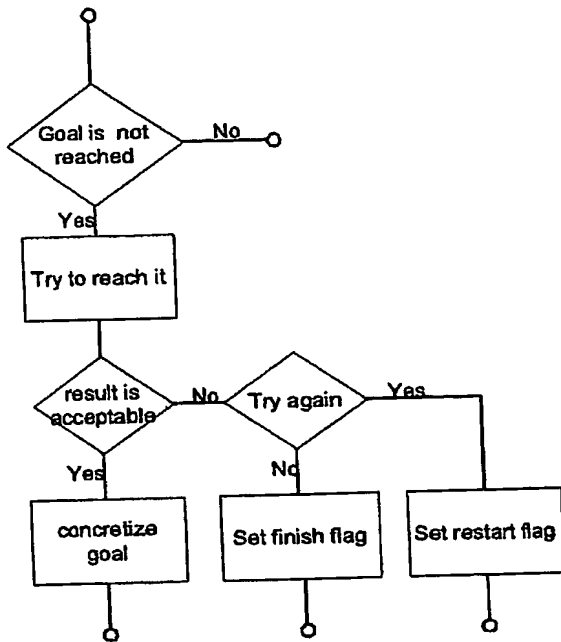 Goal is not
reached
No
Yes
Try to reach it
result is
acceptable
No
Try again
Yes
Yes
No
concretize
goal
Set finish flag
Set restart flag